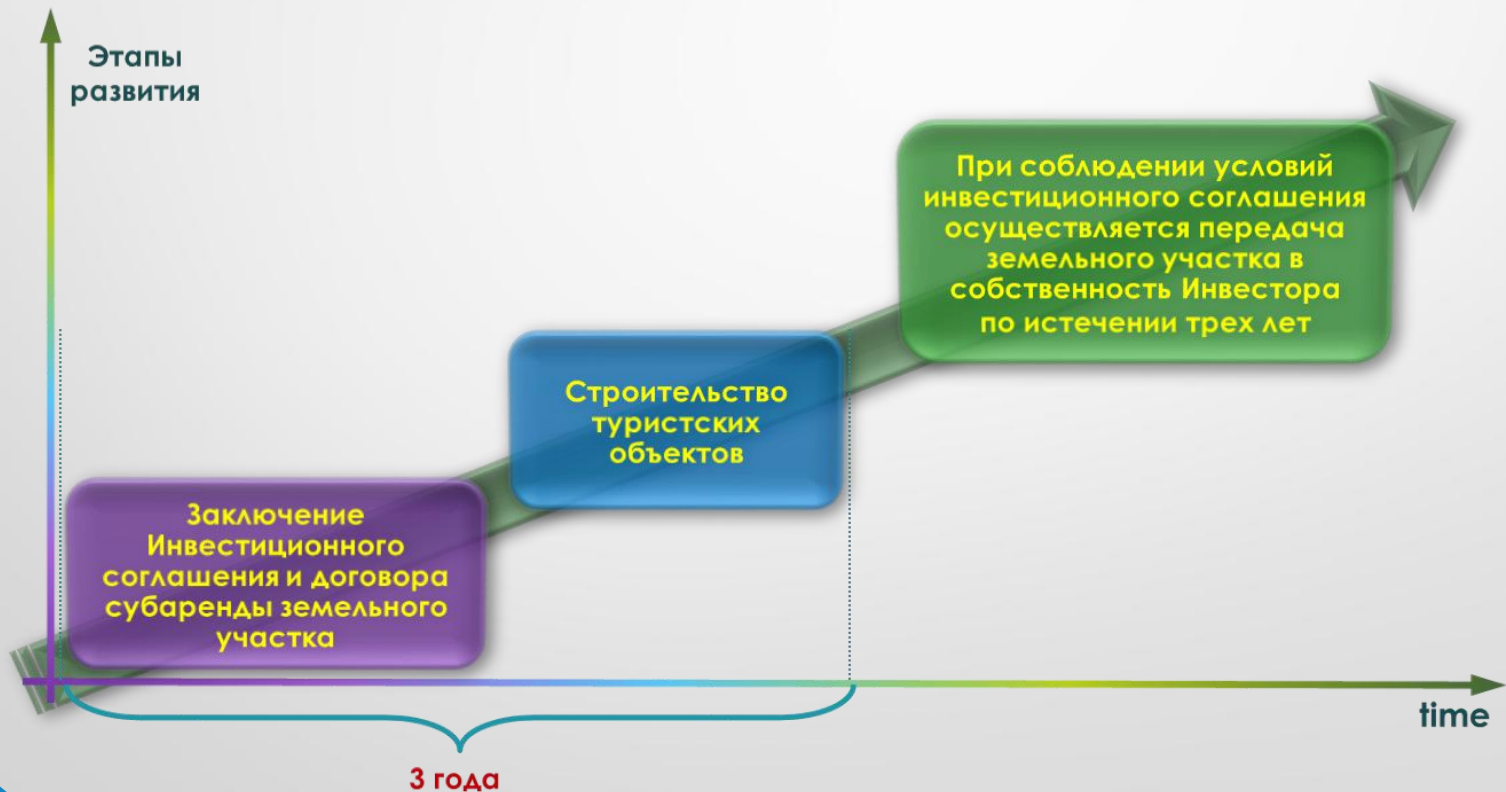 Этапы
развития
При соблюдении условий
инвестиционного соглашения
осуществляется передача
земельного участка в
собственность Инвестора
по истечении трех лет
Строительство
туристских
объектов
Заключение
Инвестиционного
соглашения и договора
субаренды земельного
участка
time
3 года